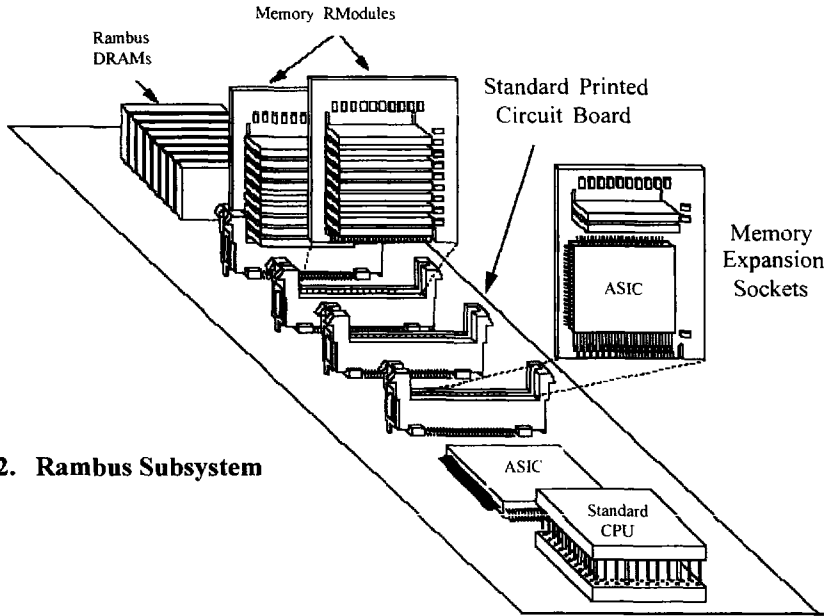 Memory RModules
Rambus
DRAMs
Standard Printed
Circuit Board
ASIC
Memory
Expansion
Sockets
2. Rambus Subsystem
ASIC
Standard
CPU